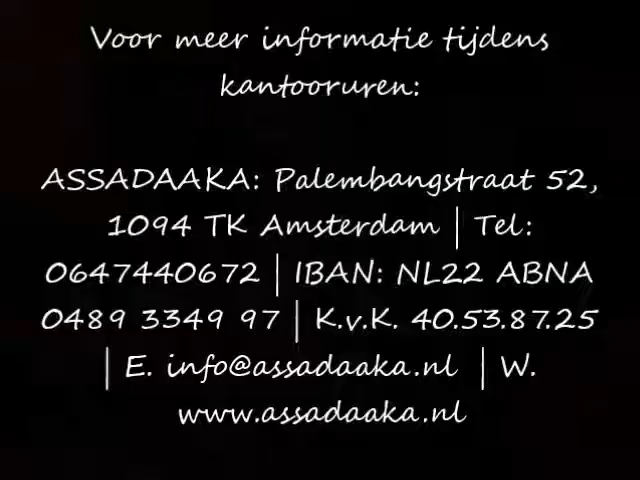 Voor meer informatie tijdens
kantooruren:
ASSADAAKA: Palembangstraat 52,
1094 TK Amsterdam | Tel:
0647440672 | IBAN: NL22 ABNA
0489 3349 97 | K.v.K. 40.53.87.25
| E. info@assadaaka.nl | W.
www.assadaaka.nl